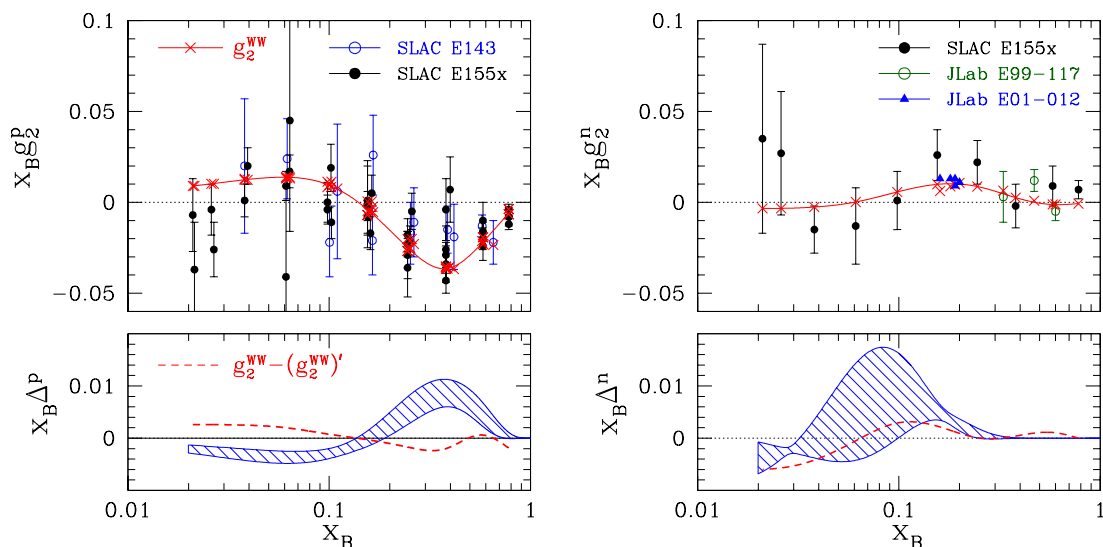 0.1
0.05
0
−0.05
X_B g_2^p
g_2^WW
SLAC E143
SLAC E155x
0.01
0
X_B Δ^p
g_2^WW−(g_2^WW)'
0.01
0.1
1
X_B
0.1
0.05
0
−0.05
X_B g_2^n
SLAC E155x
JLab E99−117
JLab E01−012
0.01
0
X_B Δ^n
0.01
0.1
1
X_B